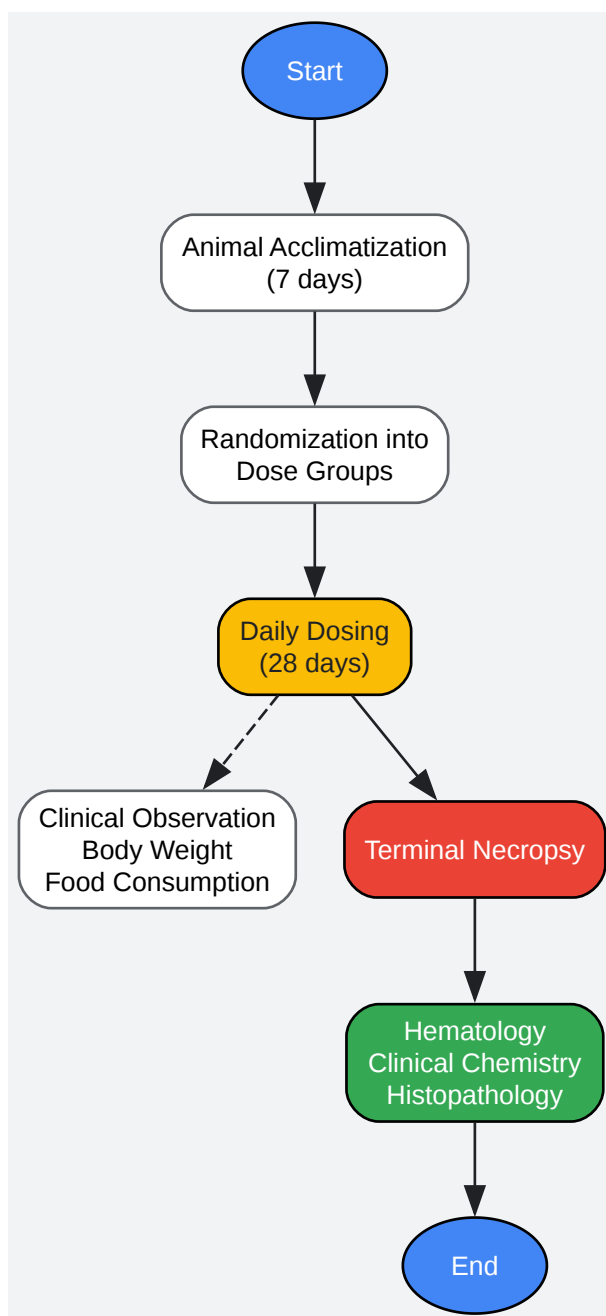 Start
Animal Acclimatization
(7 days)
Randomization into
Dose Groups
Daily Dosing
(28 days)
Clinical Observation
Body Weight
Food Consumption
Terminal Necropsy
Hematology
Clinical Chemistry
Histopathology
End